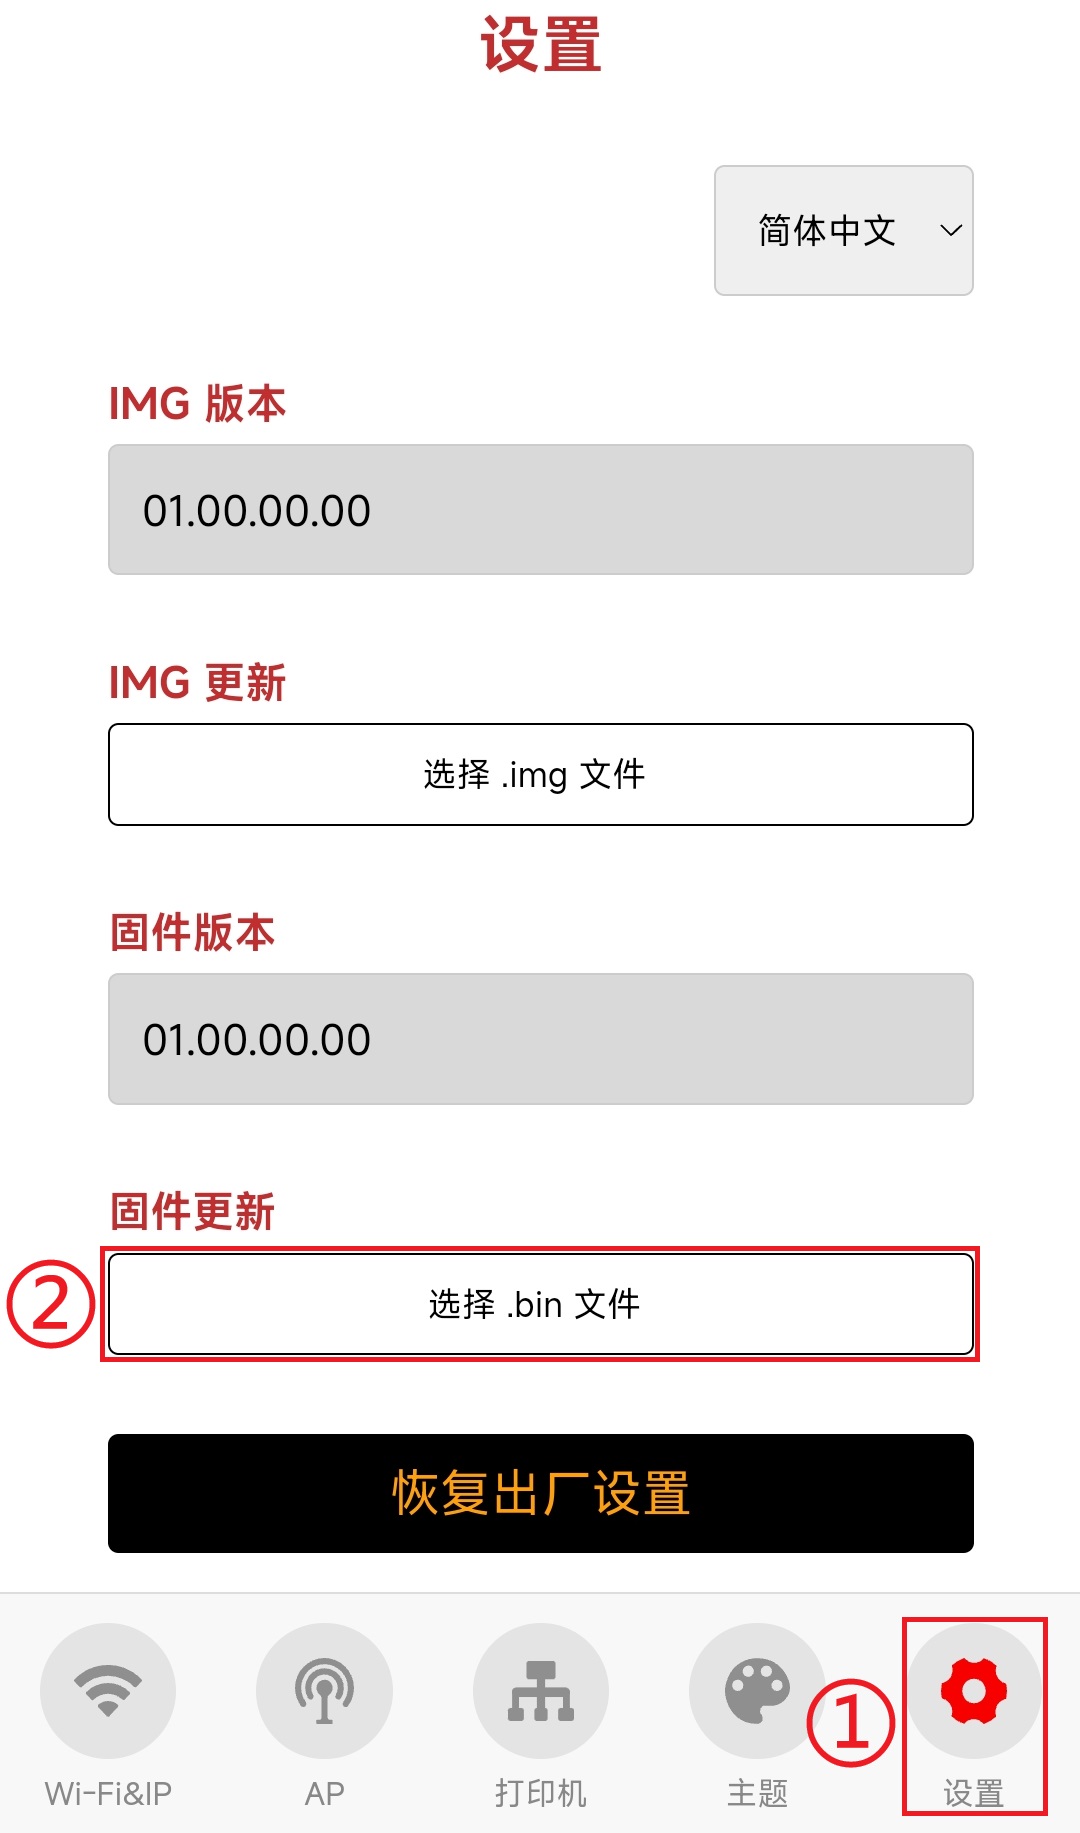 设置
简体中文
IMG 版本
01.00.00.00
IMG 更新
选择 .img 文件
固件版本
01.00.00.00
固件更新
② 选择 .bin 文件
恢复出厂设置
①
Wi-Fi&IP AP 打印机 主题 设置